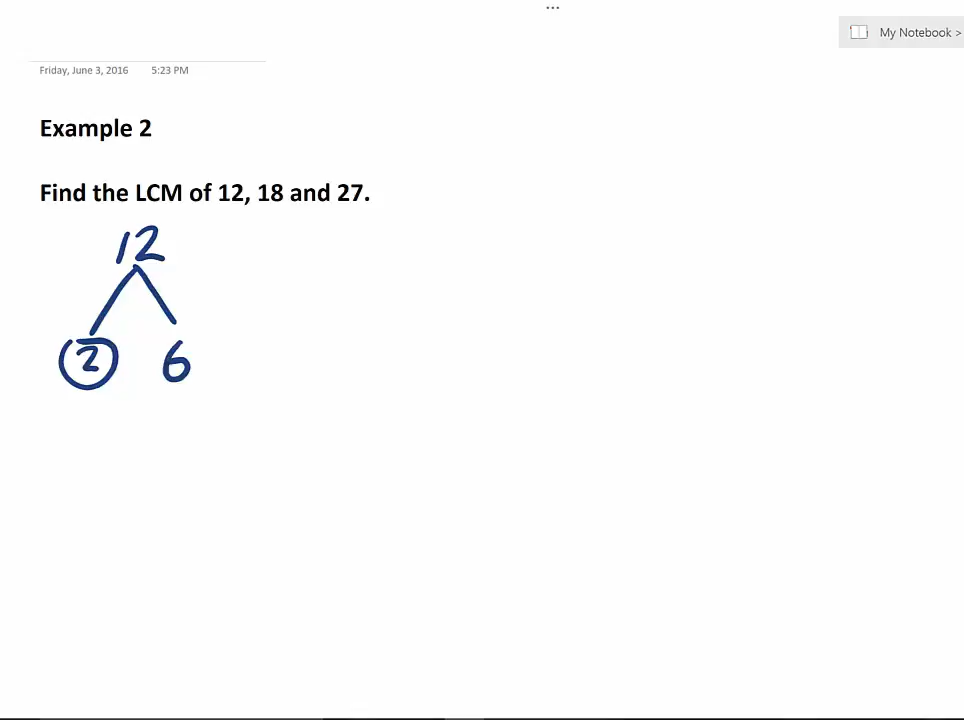 ...
My Notebook >
Friday, June 3, 2016 5:23 PM
Example 2
Find the LCM of 12, 18 and 27.
12
2 6